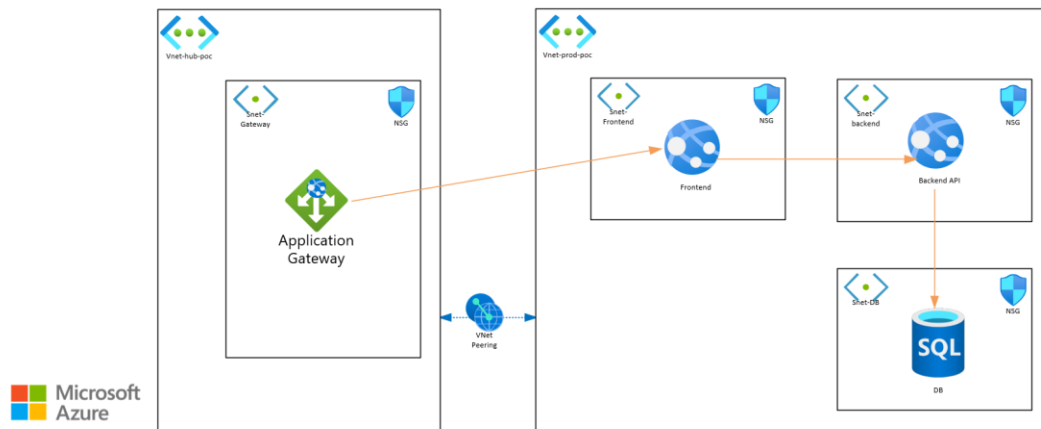 Vnet-hub-poc
Snet-
Gateway
NSG
Application
Gateway
VNet
Peering
Vnet-prod-poc
Snet-
Frontend
NSG
Frontend
Snet-
backend
NSG
Backend API
Snet-DB
NSG
SQL
DB
Microsoft
Azure